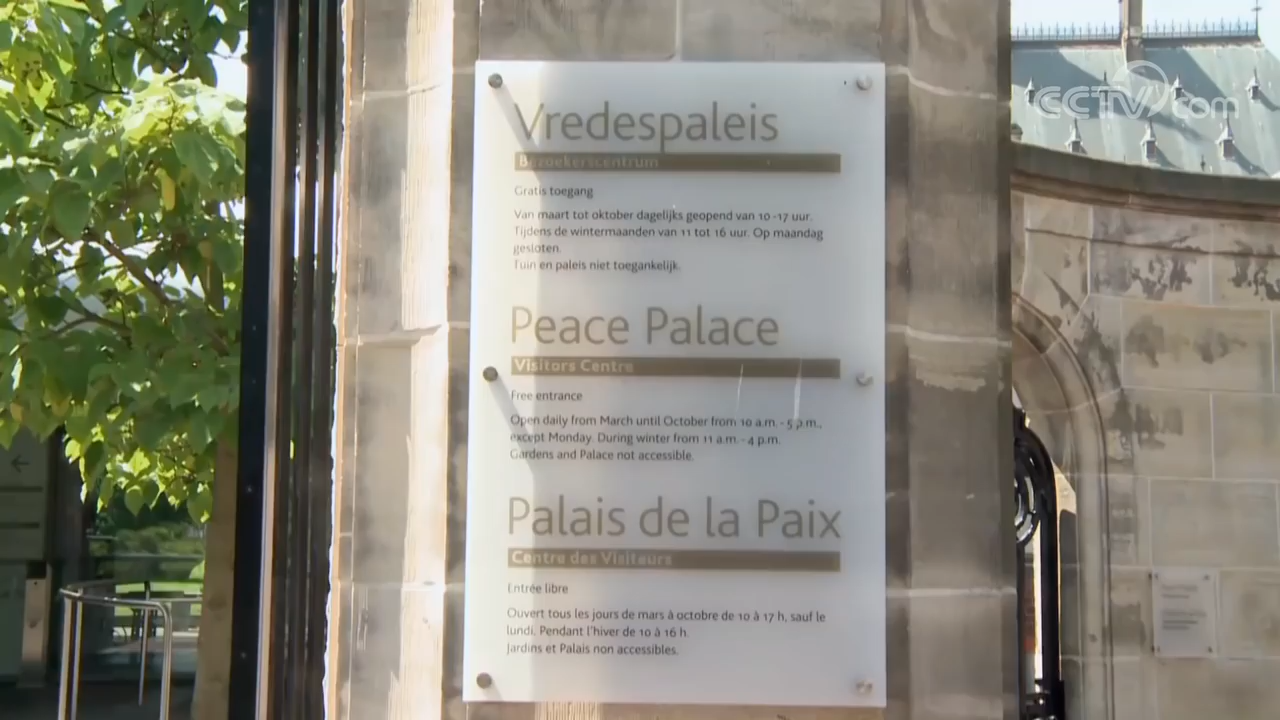 CCTV.com
Vredespaleis
Bezoekerscentrum
Gratis toegang
Van maart tot oktober dagelijks geopend van 10 - 17 uur.
Tijdens de wintermaanden van 11 tot 16 uur. Op maandag
gesloten.
Tuin en paleis niet toegankelijk.
Peace Palace
Visitors Centre
Free entrance
Open daily from March until October from 10 a.m. - 5 p.m.,
except Monday. During winter from 11 a.m. - 4 p.m.
Gardens and Palace not accessible.
Palais de la Paix
Centre des Visiteurs
Entrée libre
Ouvert tous les jours de mars à octobre de 10 à 17 h, sauf le
lundi. Pendant l'hiver de 10 à 16 h.
Jardins et Palais non accessibles.